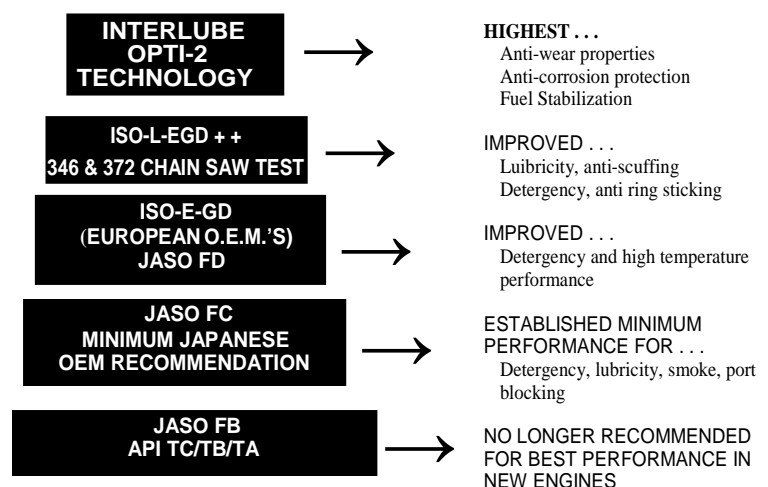 INTERLUBE
OPTI-2
TECHNOLOGY
HIGHEST . . .
Anti-wear properties
Anti-corrosion protection
Fuel Stabilization
ISO-L-EGD + +
346 & 372 CHAIN SAW TEST
IMPROVED . . .
Luibricity, anti-scuffing
Detergency, anti ring sticking
ISO-E-GD
(EUROPEAN O.E.M.'S)
JASO FD
IMPROVED . . .
Detergency and high temperature
performance
JASO FC
MINIMUM JAPANESE
OEM RECOMMENDATION
ESTABLISHED MINIMUM
PERFORMANCE FOR . . .
Detergency, lubricity, smoke, port
blocking
JASO FB
API TC/TB/TA
NO LONGER RECOMMENDED
FOR BEST PERFORMANCE IN
NEW ENGINES